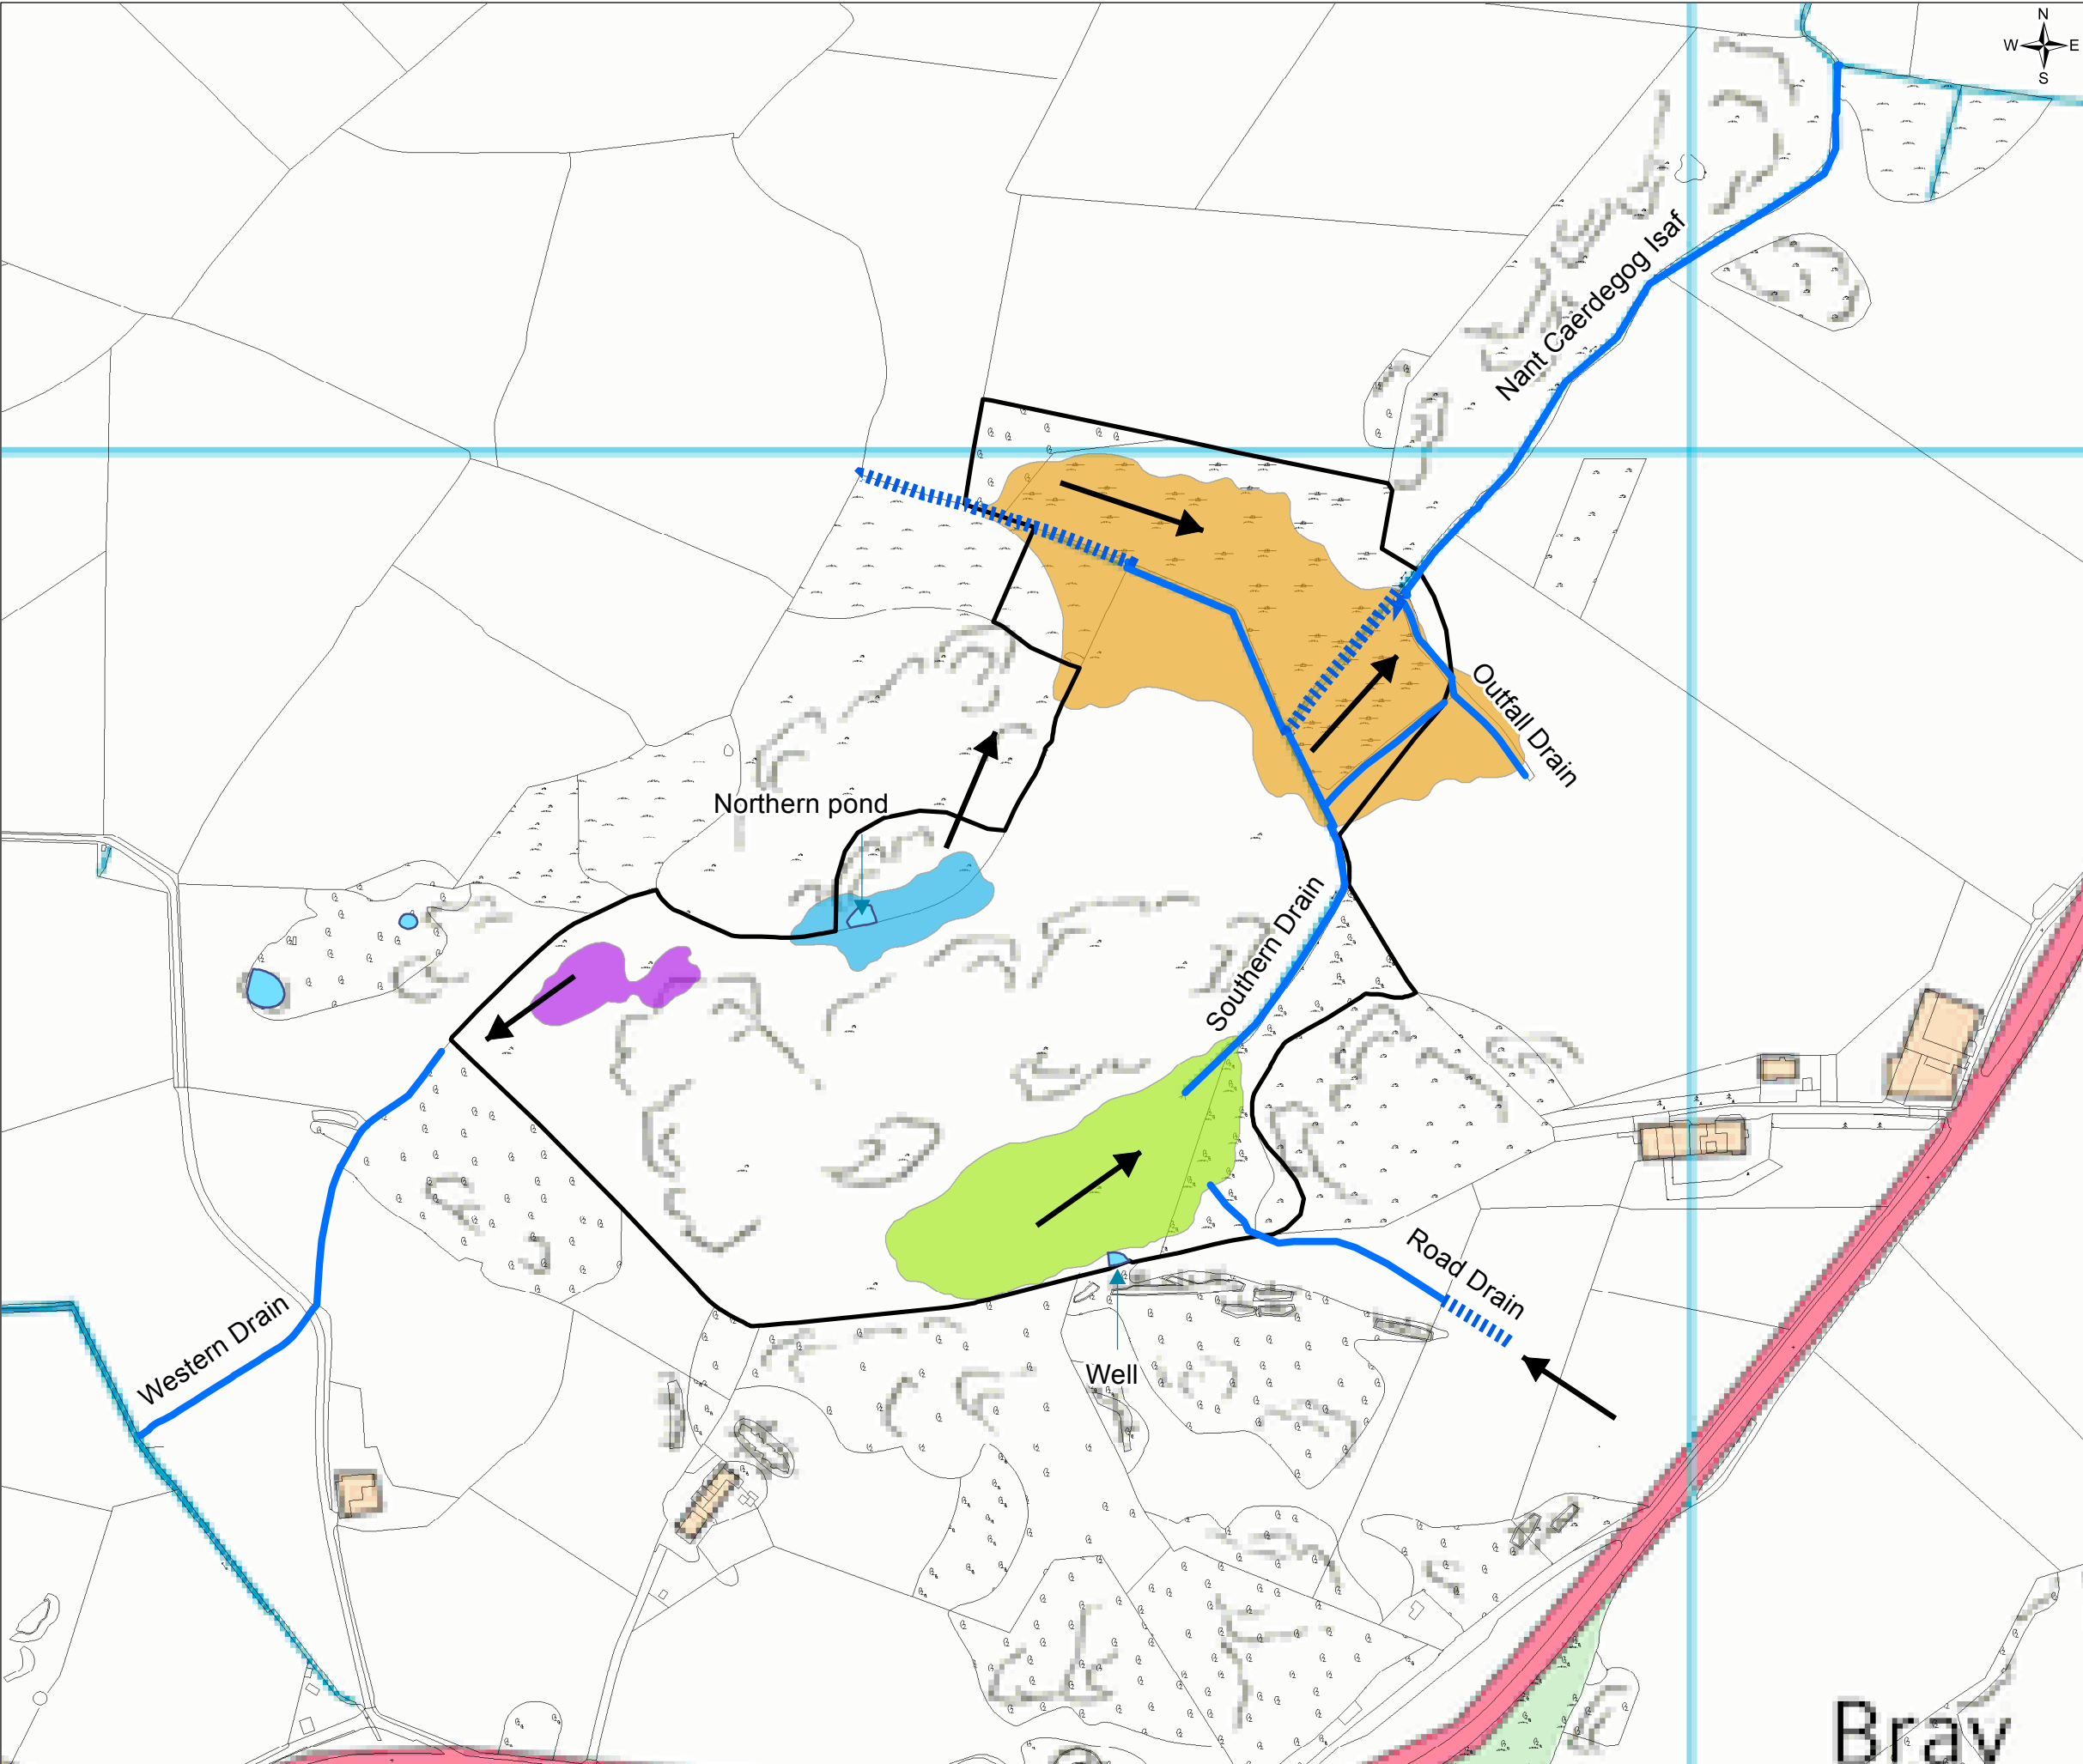 N
W E
S
Nant Caerdegog Isaf
Outfall Drain
Northern pond
Southern Drain
Road Drain
Western Drain
Well
Bray